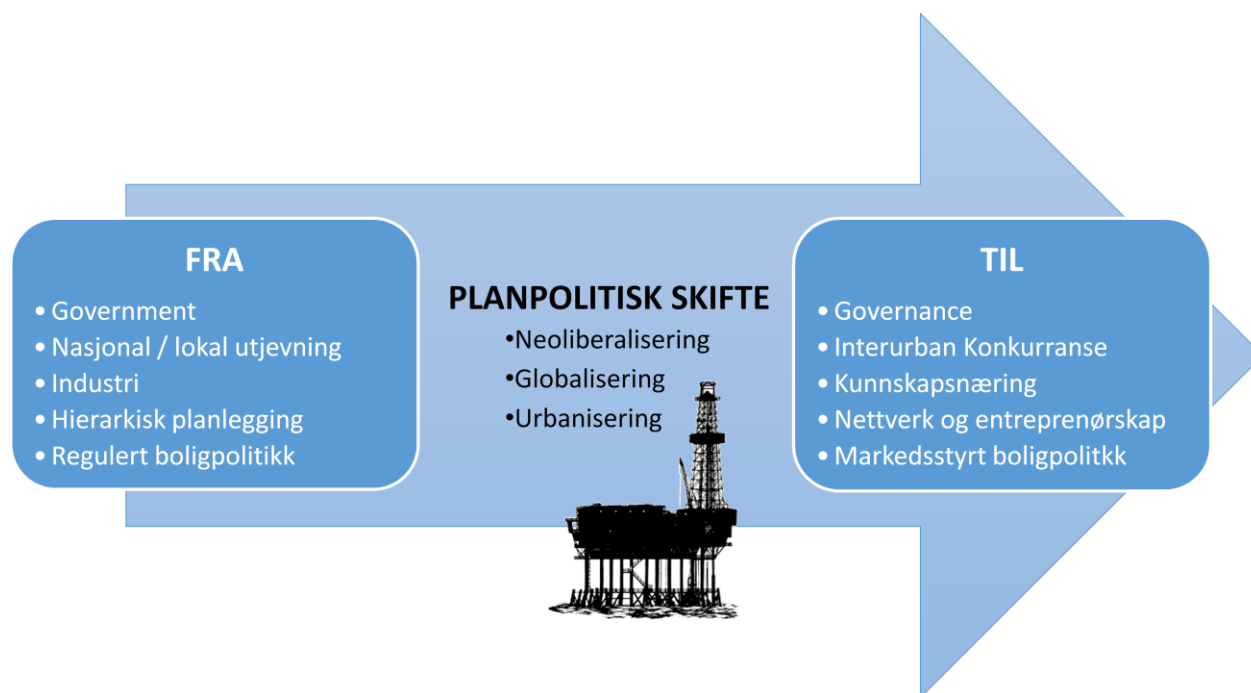 FRA
• Government
• Nasjonal / lokal utjevning
• Industri
• Hierarkisk planlegging
• Regulert boligpolitikk
PLANPOLITISK SKIFTE
•Neoliberalisering
•Globalisering
•Urbanisering
TIL
• Governance
• Interurban Konkurranse
• Kunnskapsnæring
• Nettverk og entreprenørskap
• Markedsstyrt boligpolitkk